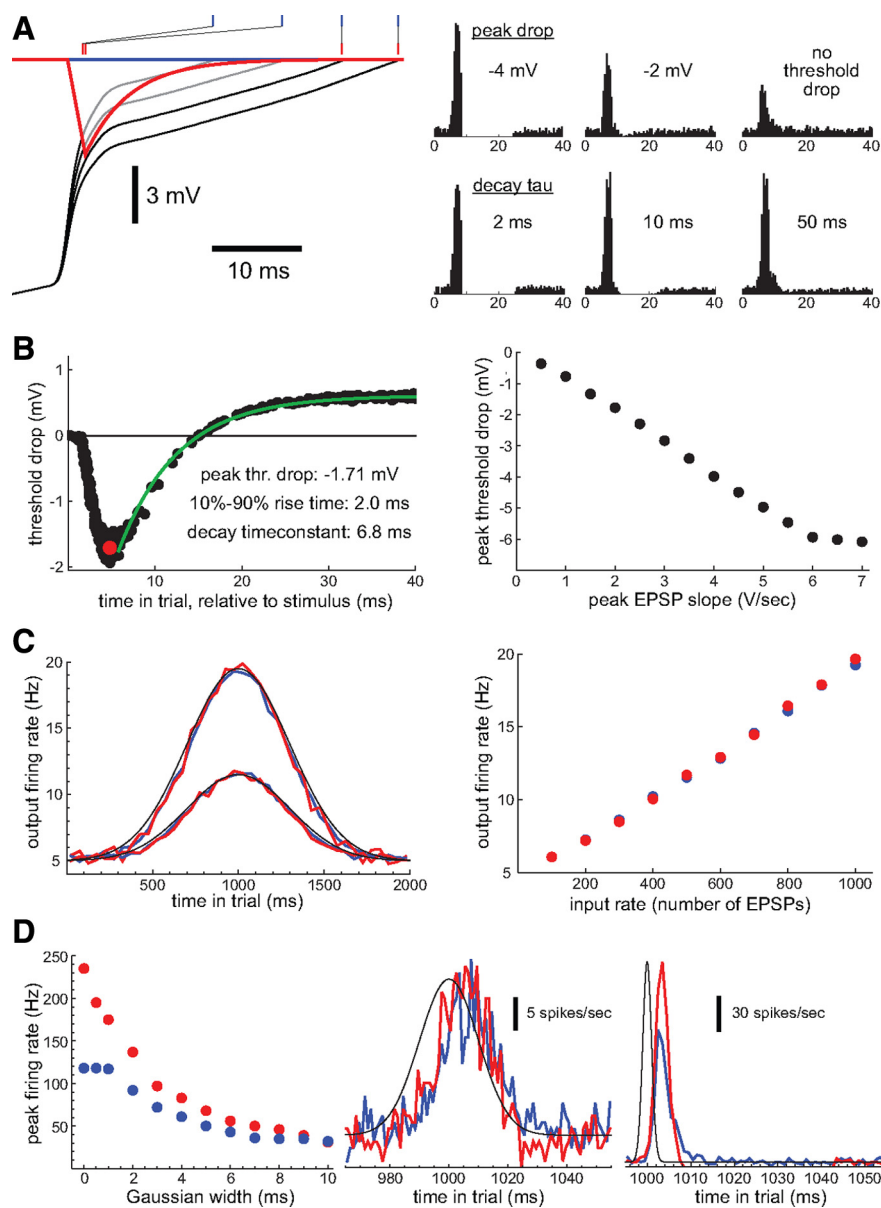 A
3 mV
10 ms
peak drop
-4 mV
-2 mV
no
threshold
drop
0 20 40
0 20 40
0 20 40
decay tau
2 ms
10 ms
50 ms
0 20 40
0 20 40
0 20 40
B
threshold drop (mV)
1
0
-1
-2
peak thr. drop: -1.71 mV
10%-90% rise time: 2.0 ms
decay timeconstant: 6.8 ms
10 20 30 40
time in trial, relative to stimulus (ms)
peak threshold drop (mV)
0
-1
-2
-3
-4
-5
-6
0 1 2 3 4 5 6 7
peak EPSP slope (V/sec)
C
output firing rate (Hz)
20
15
10
5
500 1000 1500 2000
time in trial (ms)
output firing rate (Hz)
20
15
10
5
200 400 600 800 1000
input rate (number of EPSPs)
D
peak firing rate (Hz)
250
200
150
100
50
0 2 4 6 8 10
Gaussian width (ms)
5 spikes/sec
980 1000 1020 1040
time in trial (ms)
30 spikes/sec
1000 1010 1020 1030 1040 1050
time in trial (ms)